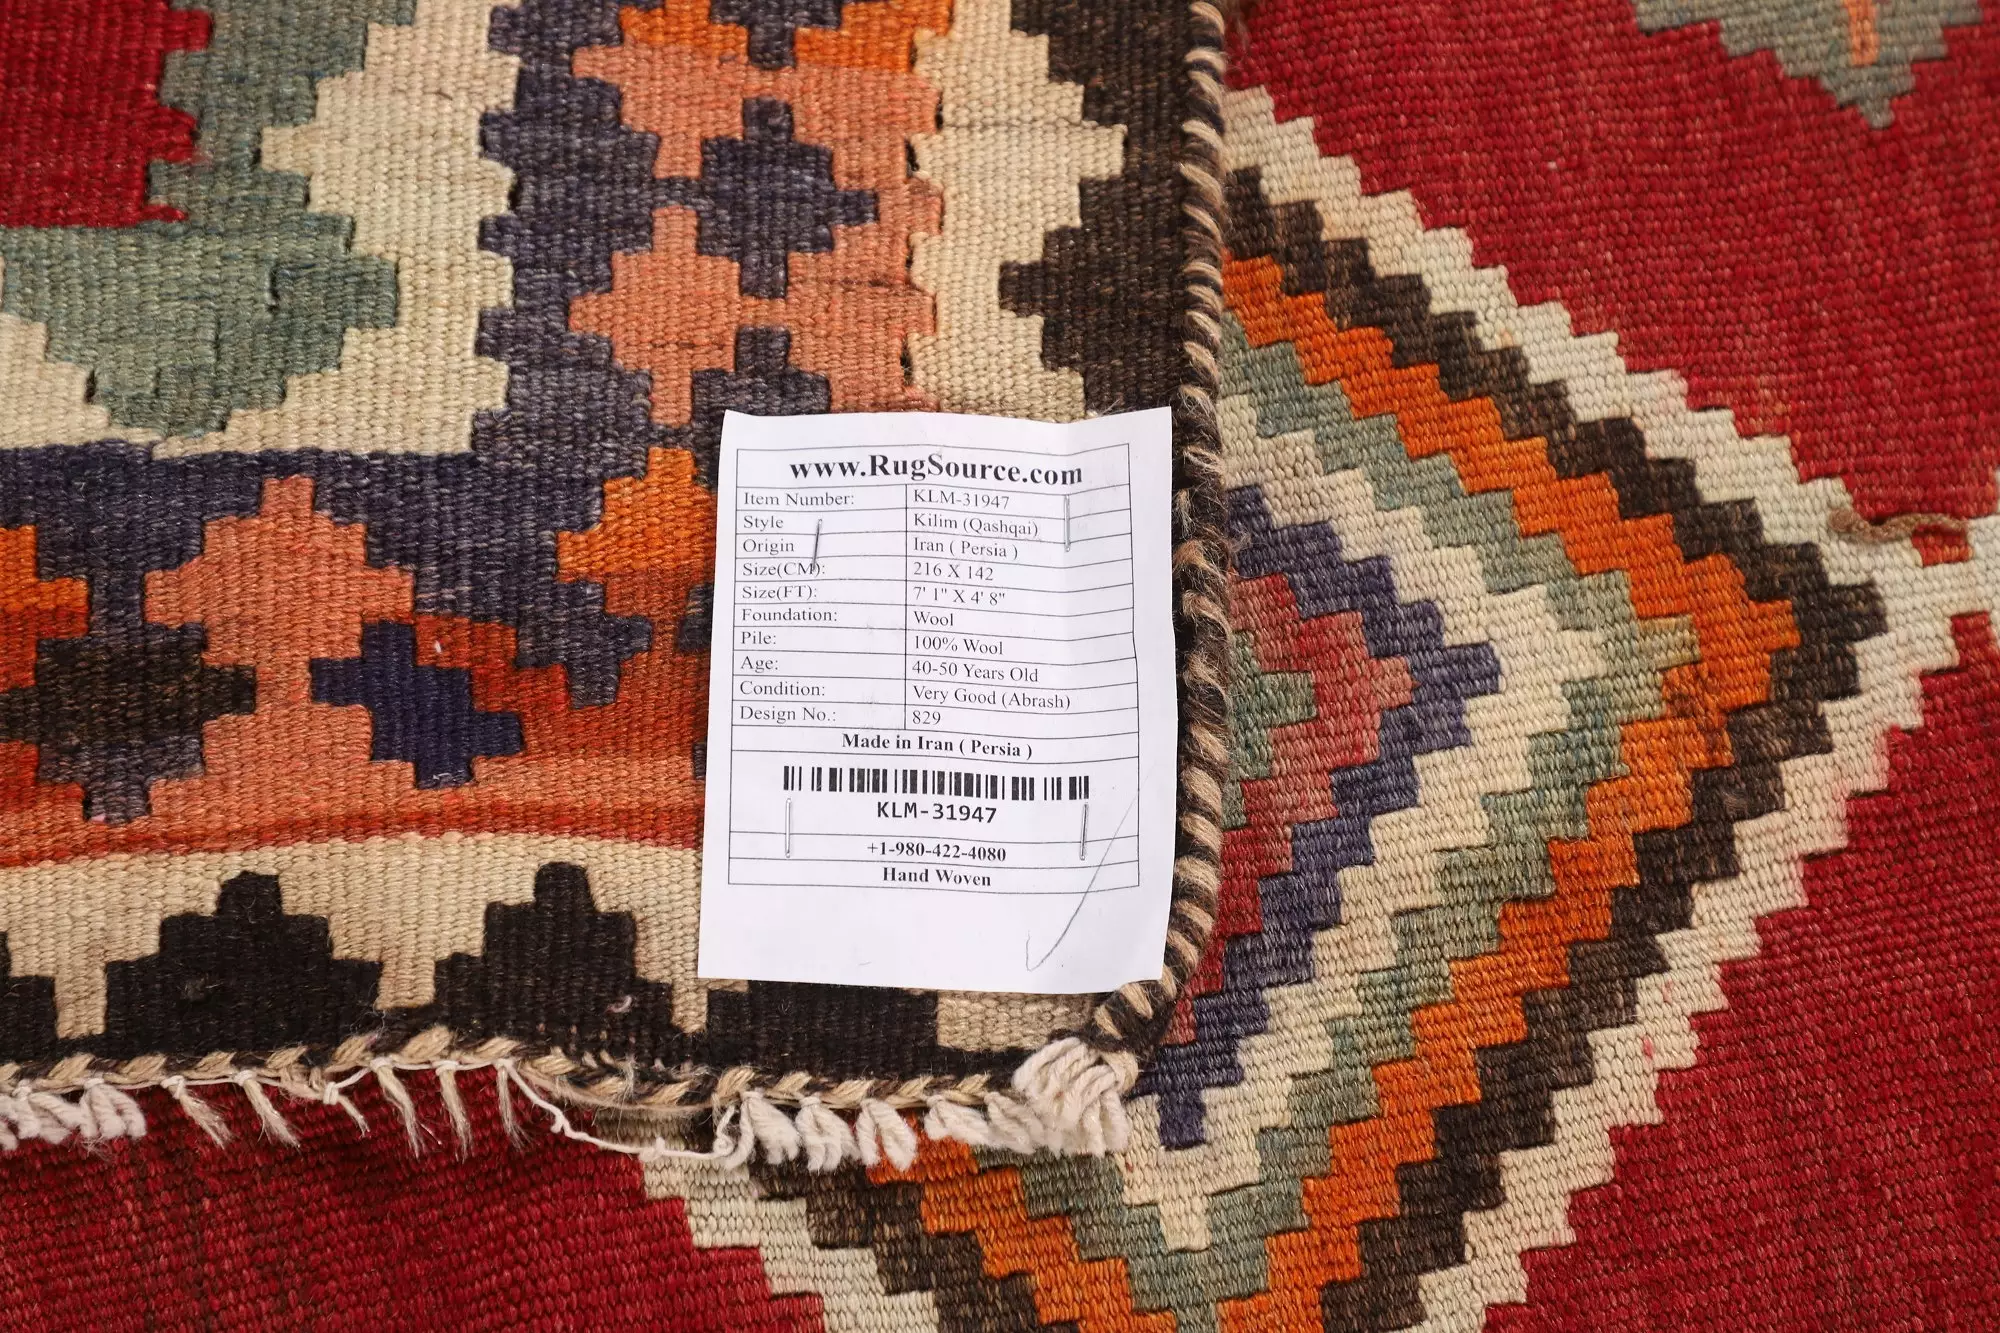 www.RugSource.com
Item Number: KLM-31947
Style Kilim (Qashqai)
Origin Iran ( Persia )
Size(CM): 216 X 142
Size(FT): 7' 1" X 4' 8"
Foundation: Wool
Pile: 100% Wool
Age: 40-50 Years Old
Condition: Very Good (Abrash)
Design No.: 829
Made in Iran ( Persia )
KLM-31947
+1-980-422-4080
Hand Woven